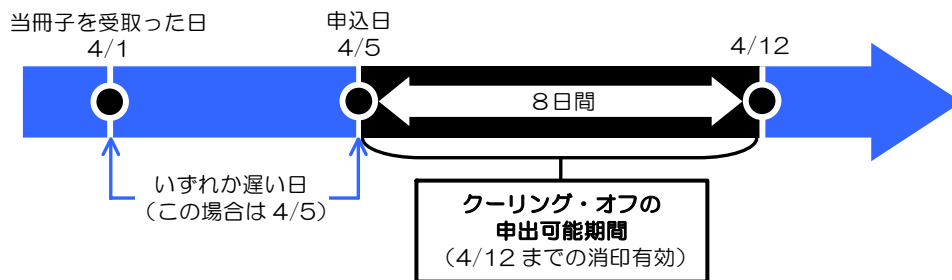 当冊子を受取った日
4/1
申込日
4/5
4/12
8日間
いずれか遅い日
（この場合は 4/5）
クーリング・オフの
申出可能期間
（4/12 までの消印有効）